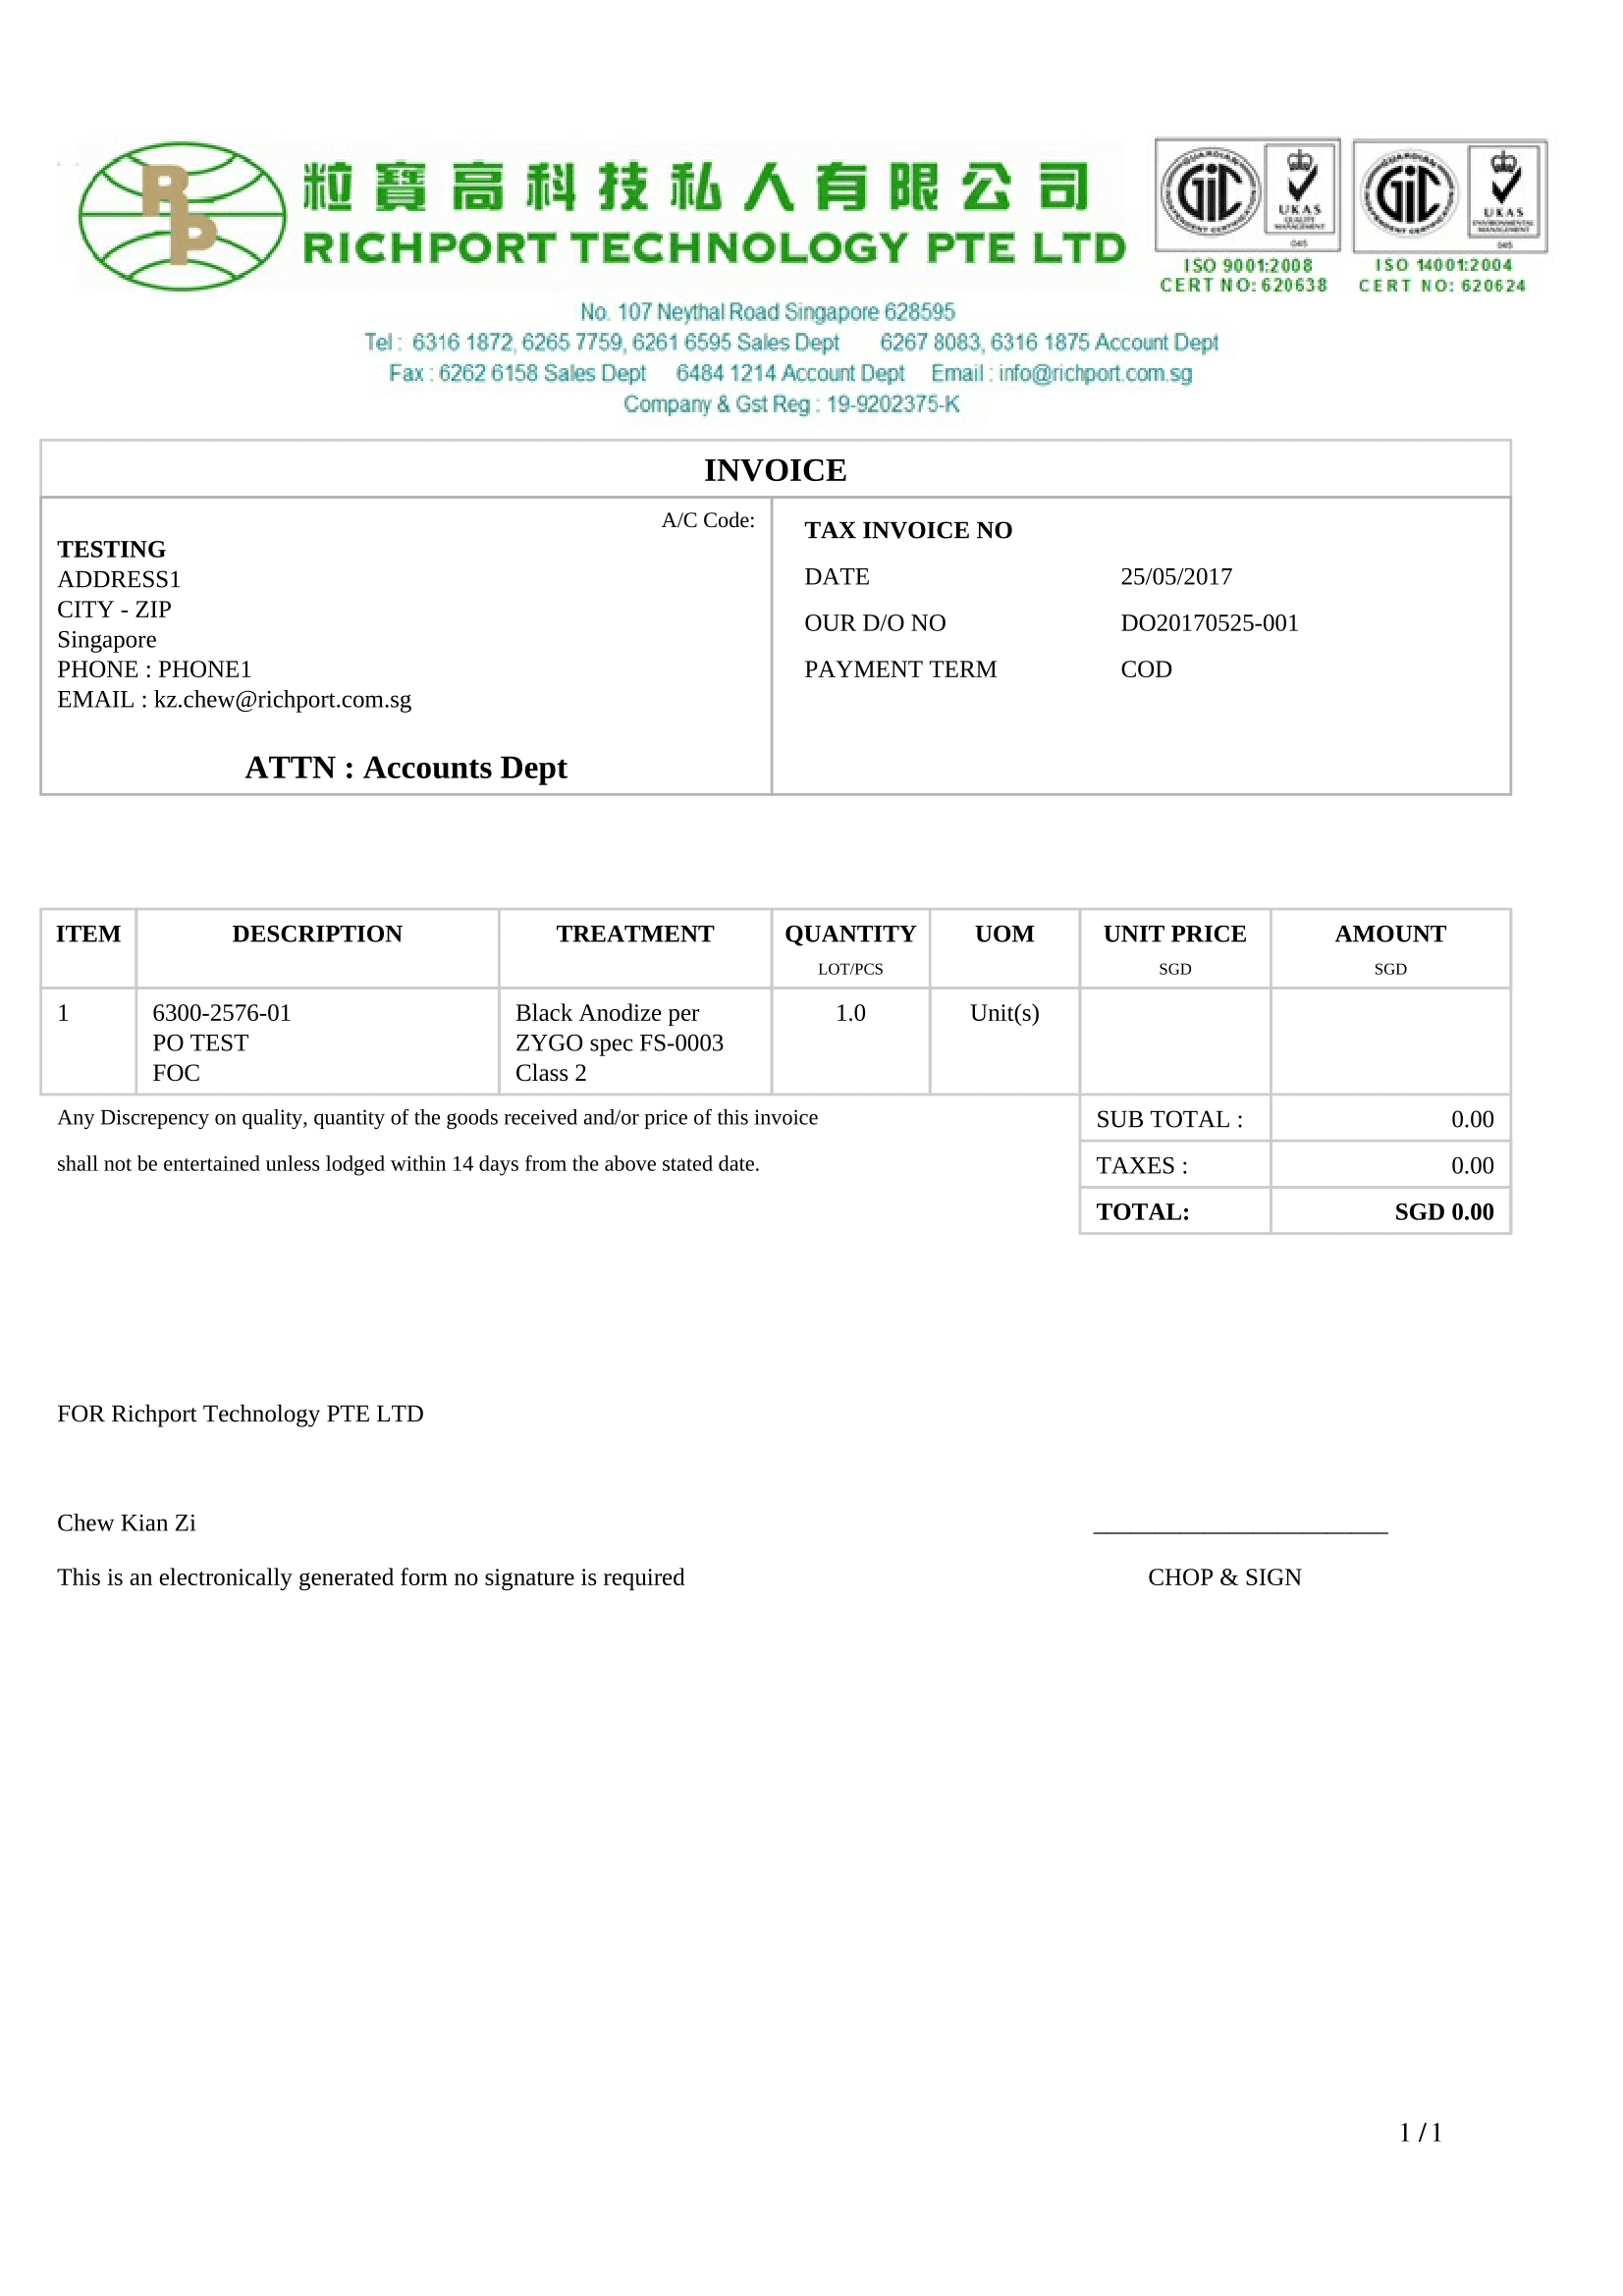 RP
粒寶高科技私人有限公司
RICHPORT TECHNOLOGY PTE LTD
GIC
UKAS
QUALITY
MANAGEMENT
045
ISO 9001:2008
CERT NO: 620638
GIC
UKAS
ENVIRONMENTAL
MANAGEMENT
045
ISO 14001:2004
CERT NO: 620624
No. 107 Neythal Road Singapore 628595
Tel : 6316 1872, 6265 7759, 6261 6595 Sales Dept 6267 8083, 6316 1875 Account Dept
Fax : 6262 6158 Sales Dept 6484 1214 Account Dept Email : info@richport.com.sg
Company & Gst Reg : 19-9202375-K
INVOICE
A/C Code:
TESTING
ADDRESS1
CITY - ZIP
Singapore
PHONE : PHONE1
EMAIL : kz.chew@richport.com.sg
ATTN : Accounts Dept
TAX INVOICE NO
DATE 25/05/2017
OUR D/O NO DO20170525-001
PAYMENT TERM COD
ITEM DESCRIPTION TREATMENT QUANTITY UOM UNIT PRICE AMOUNT
LOT/PCS SGD SGD
1 6300-2576-01 Black Anodize per 1.0 Unit(s)
PO TEST ZYGO spec FS-0003
FOC Class 2
Any Discrepency on quality, quantity of the goods received and/or price of this invoice
shall not be entertained unless lodged within 14 days from the above stated date.
SUB TOTAL : 0.00
TAXES : 0.00
TOTAL: SGD 0.00
FOR Richport Technology PTE LTD
Chew Kian Zi
This is an electronically generated form no signature is required CHOP & SIGN
1 / 1